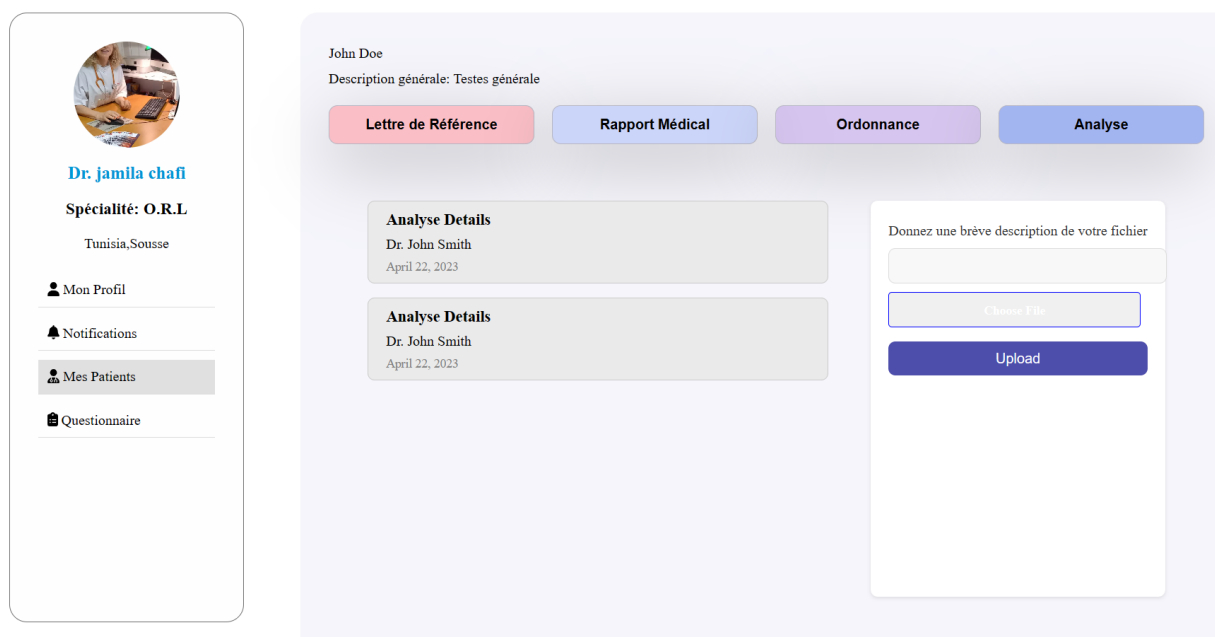 Dr. jamila chafi
Spécialité: O.R.L
Tunisia,Sousse
Mon Profil
Notifications
Mes Patients
Questionnaire
John Doe
Description générale: Testes générale
Lettre de Référence
Rapport Médical
Ordonnance
Analyse
Analyse Details
Dr. John Smith
April 22, 2023
Analyse Details
Dr. John Smith
April 22, 2023
Donnez une brève description de votre fichier
Choose File
Upload